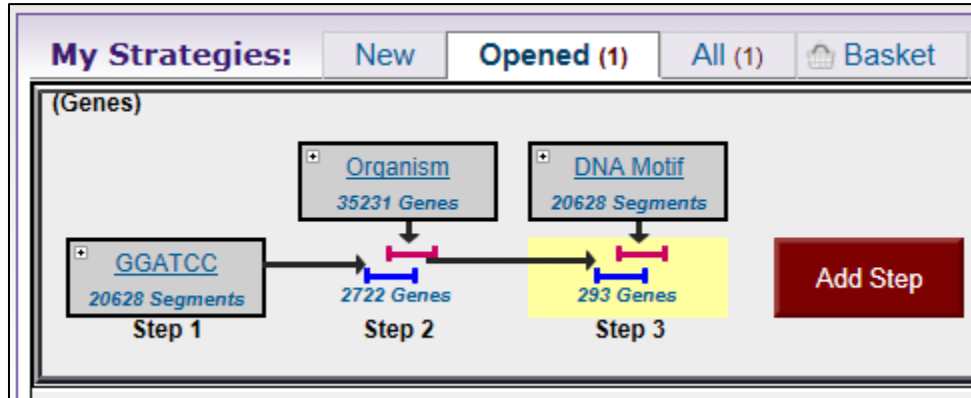 My Strategies: New Opened (1) All (1) Basket
(Genes)
Organism
35231 Genes
DNA Motif
20628 Segments
GGATCC
20628 Segments
Step 1
2722 Genes
Step 2
293 Genes
Step 3
Add Step